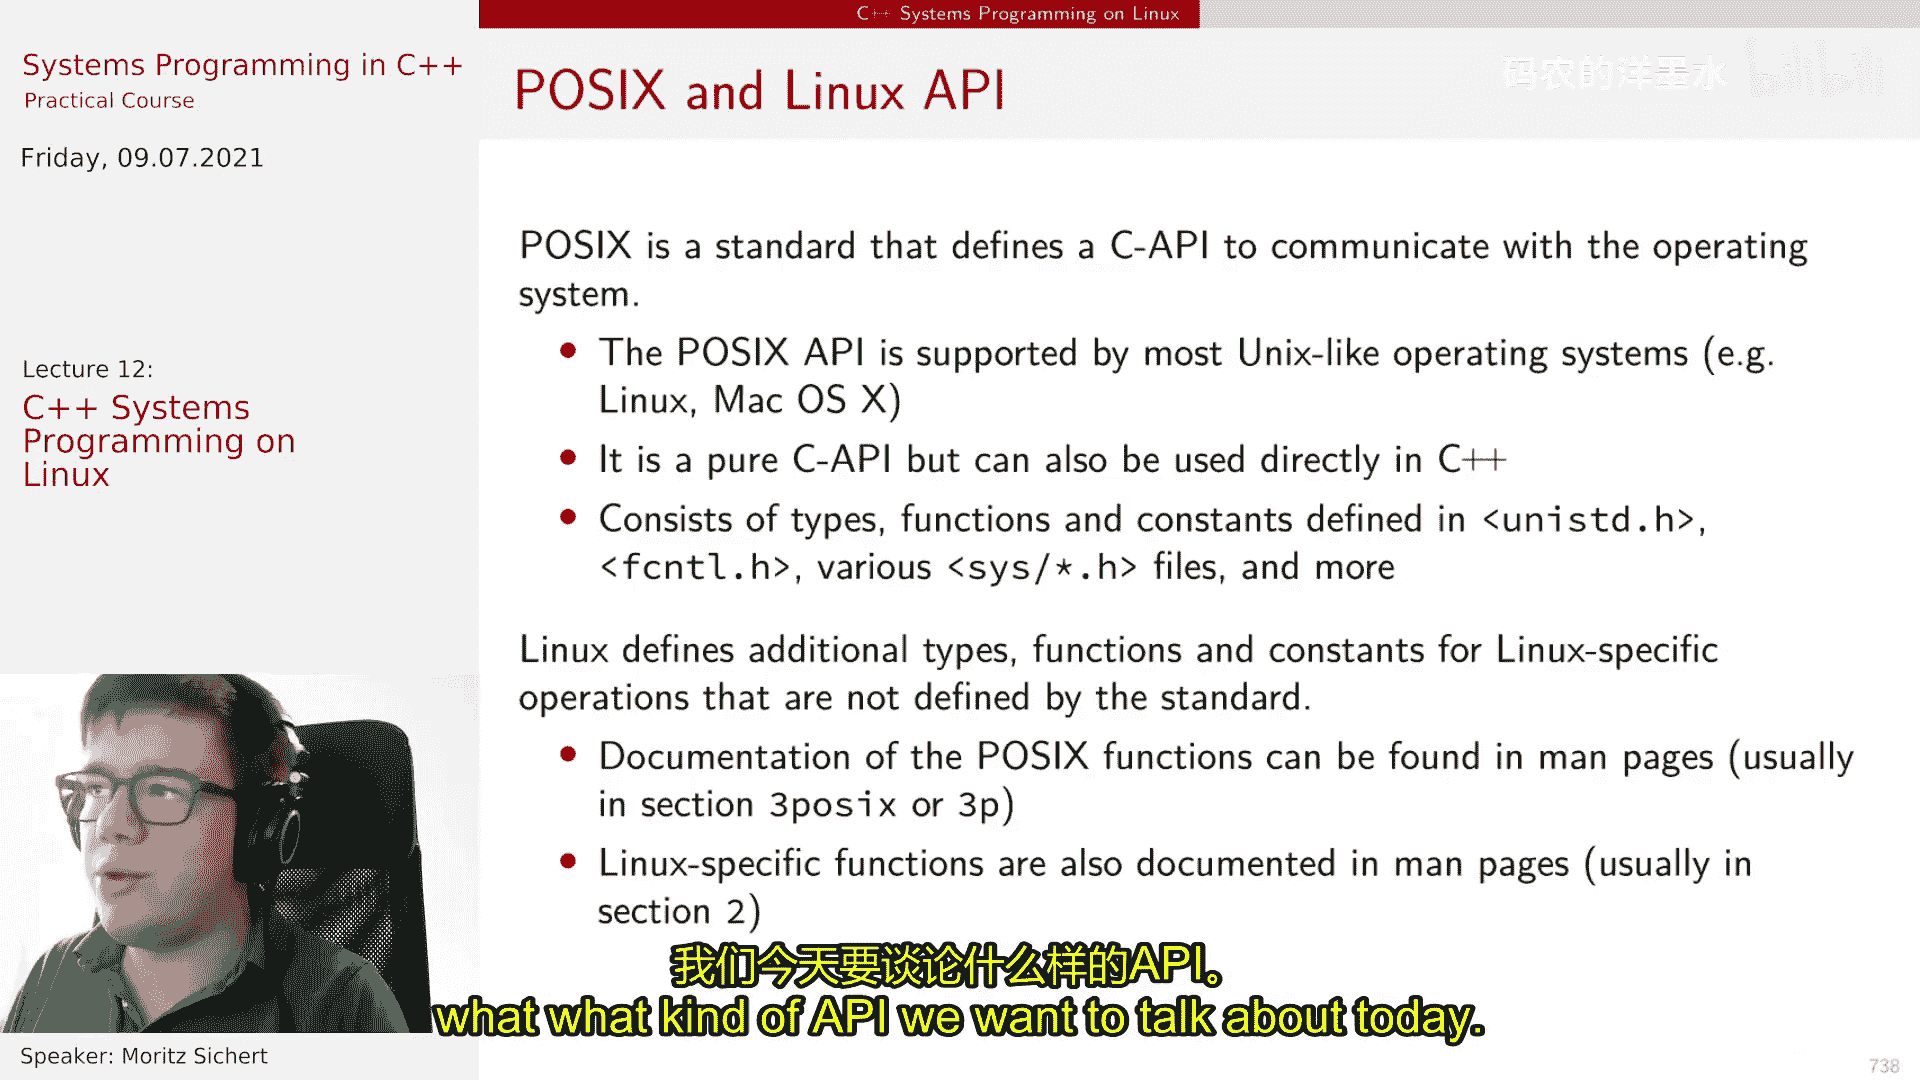 C++ Systems Programming on Linux
Systems Programming in C++
Practical Course
Friday, 09.07.2021
Lecture 12:
C++ Systems
Programming on
Linux
POSIX and Linux API
码农的洋墨水 bilibili
POSIX is a standard that defines a C-API to communicate with the operating
system.
• The POSIX API is supported by most Unix-like operating systems (e.g.
Linux, Mac OS X)
• It is a pure C-API but can also be used directly in C++
• Consists of types, functions and constants defined in <unistd.h>,
<fcntl.h>, various <sys/*.h> files, and more
Linux defines additional types, functions and constants for Linux-specific
operations that are not defined by the standard.
• Documentation of the POSIX functions can be found in man pages (usually
in section 3posix or 3p)
• Linux-specific functions are also documented in man pages (usually in
section 2)
我们今天要谈论什么样的API。
what what kind of API we want to talk about today.
Speaker: Moritz Sichert
738